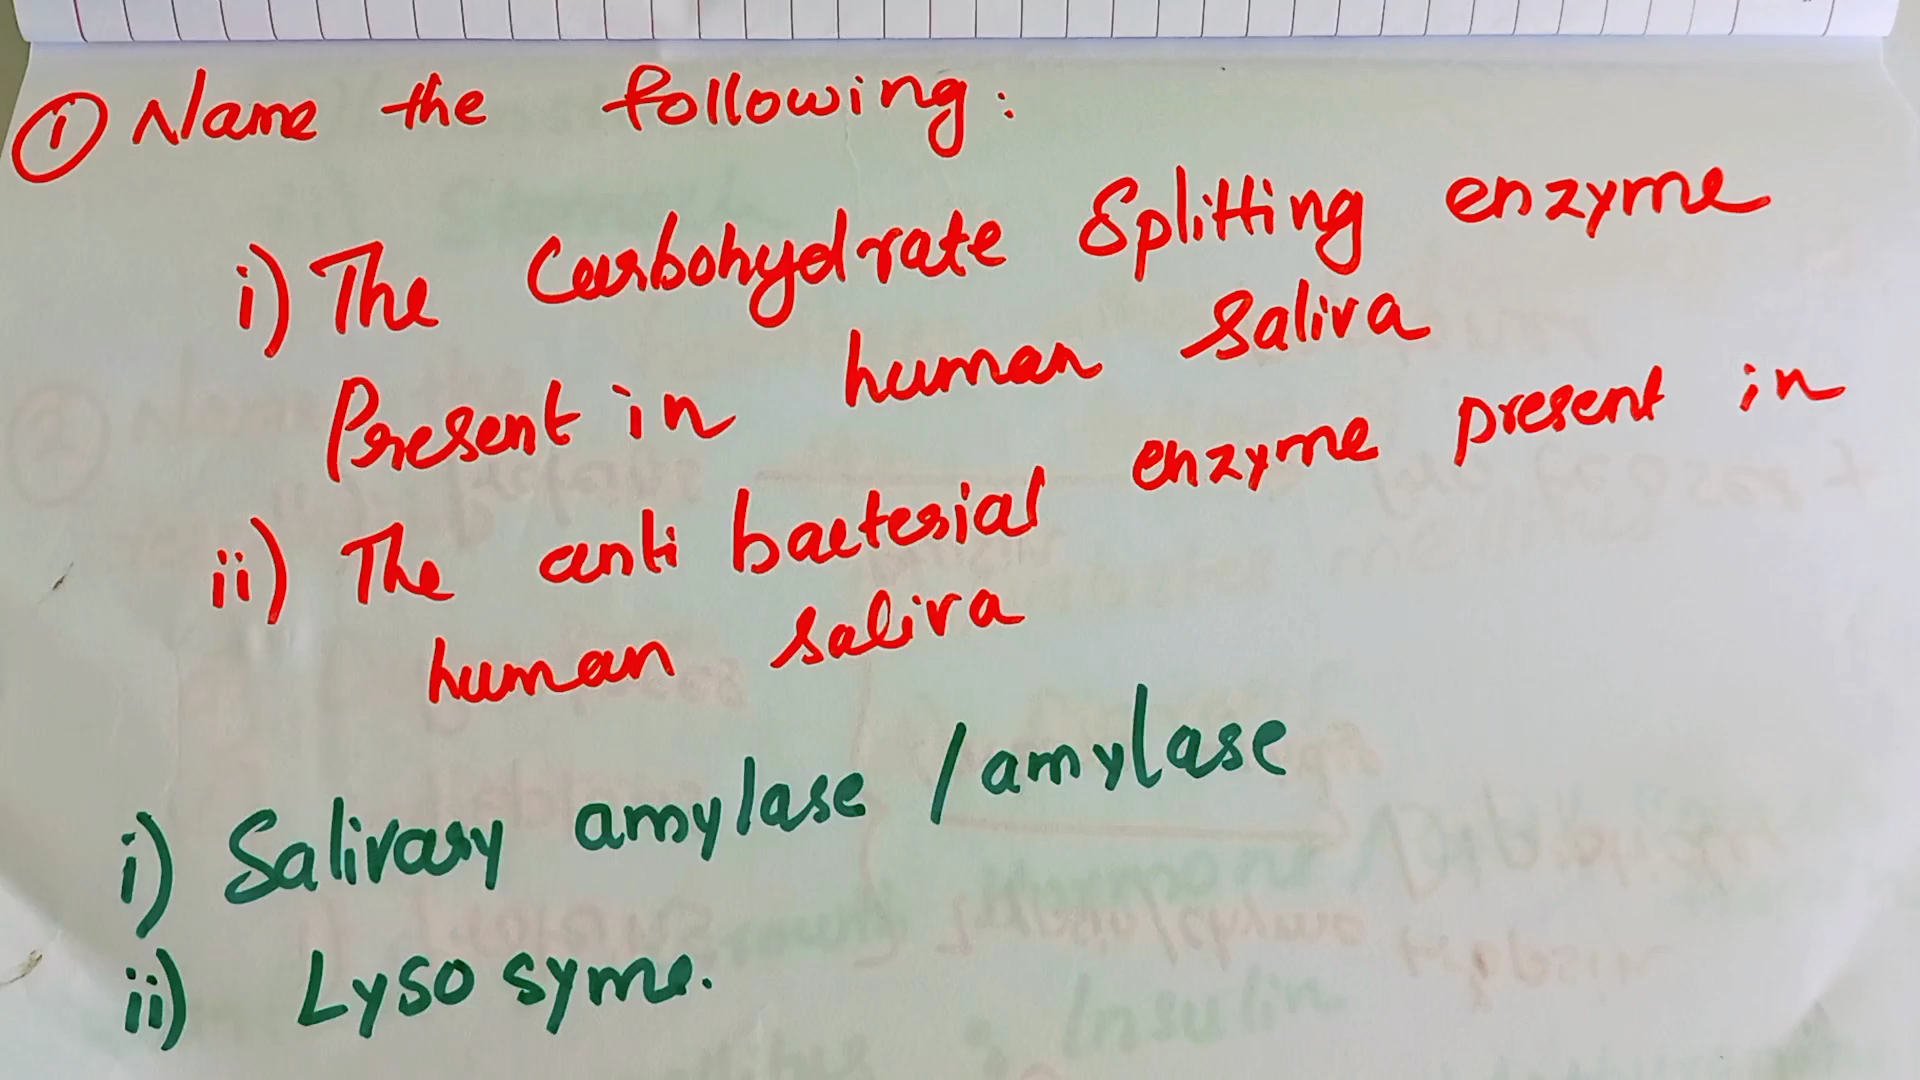 ① Name the following:
i) The Carbohydrate Splitting enzyme
Present in human saliva
ii) The anti bacterial enzyme present in
human saliva
i) Salivary amylase / amylase
ii) Lyso syme.